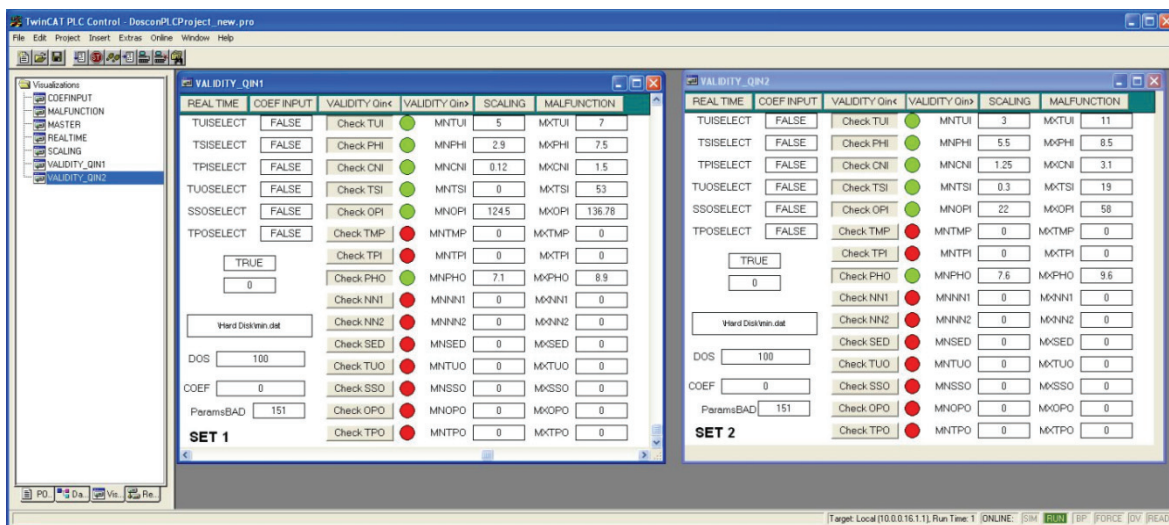 TwinCAT PLC Control - DosconPLCProject_new.pro
File Edit Project Insert Extras Online Window Help
Visualizations
COEFINPUT
MALFUNCTION
MASTER
REALTIME
SCALING
VALIDITY_QIN1
VALIDITY_QIN2
VALIDITY_QIN1
REAL TIME COEF INPUT VALIDITY Qin< VALIDITY Qin> SCALING MALFUNCTION
TUISELECT FALSE Check TUI MNTUI 5 MXTUI 7
TSISELECT FALSE Check PHI MNPHI 2.9 MXPHI 7.5
TPISELECT FALSE Check CNI MNCNI 0.12 MXCNI 1.5
TUOSELECT FALSE Check TSI MNTSI 0 MXTSI 53
SSOSELECT FALSE Check OPI MNOPI 124.5 MXOPI 136.78
TPOSELECT FALSE Check TMP MNTMP 0 MXTMP 0
TRUE Check TPI MNTPI 0 MXTPI 0
0 Check PHO MNPHO 7.1 MXPHO 8.9
Check NN1 MNNN1 0 MXNN1 0
\Hard Disk\min.dat Check NN2 MNNN2 0 MXNN2 0
Check SED MNSED 0 MXSED 0
DOS 100 Check TUO MNTUO 0 MXTUO 0
COEF 0 Check SSO MNSSO 0 MXSSO 0
ParamsBAD 151 Check OPO MNOPO 0 MXOPO 0
SET 1 Check TPO MNTPO 0 MXTPO 0
VALIDITY_QIN2
REAL TIME COEF INPUT VALIDITY Qin< VALIDITY Qin> SCALING MALFUNCTION
TUISELECT FALSE Check TUI MNTUI 3 MXTUI 11
TSISELECT FALSE Check PHI MNPHI 5.5 MXPHI 8.5
TPISELECT FALSE Check CNI MNCNI 1.25 MXCNI 3.1
TUOSELECT FALSE Check TSI MNTSI 0.3 MXTSI 19
SSOSELECT FALSE Check OPI MNOPI 22 MXOPI 58
TPOSELECT FALSE Check TMP MNTMP 0 MXTMP 0
TRUE Check TPI MNTPI 0 MXTPI 0
0 Check PHO MNPHO 7.6 MXPHO 9.6
Check NN1 MNNN1 0 MXNN1 0
\Hard Disk\min.dat Check NN2 MNNN2 0 MXNN2 0
Check SED MNSED 0 MXSED 0
DOS 100 Check TUO MNTUO 0 MXTUO 0
COEF 0 Check SSO MNSSO 0 MXSSO 0
ParamsBAD 151 Check OPO MNOPO 0 MXOPO 0
SET 2 Check TPO MNTPO 0 MXTPO 0
PO.. Da.. Vis.. Re..
Target: Local (10.0.0.16.1.1), Run Time: 1 ONLINE: SIM RUN BP FORCE OV READ